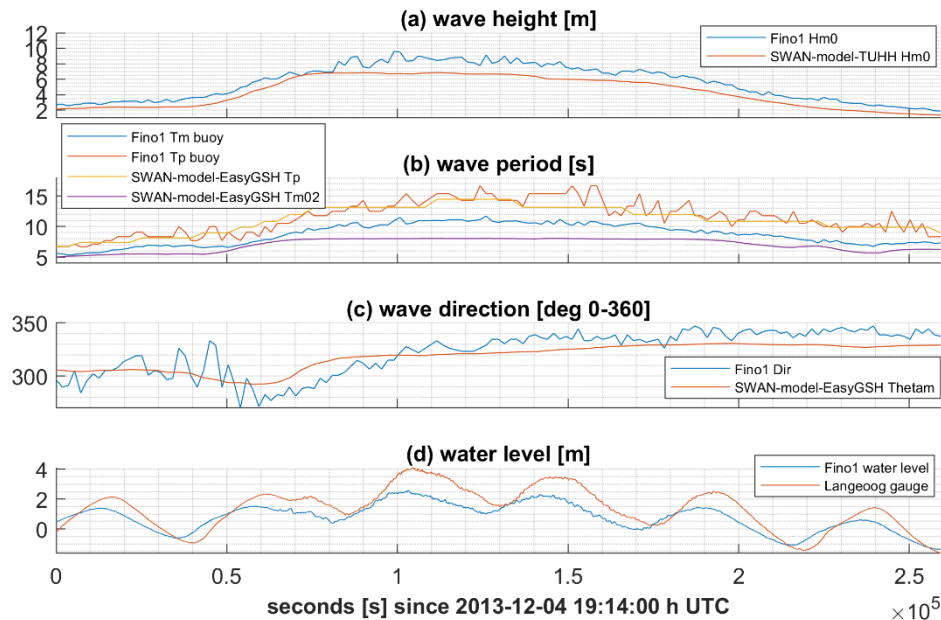 (a) wave height [m]
12
10
8
6
4
2
Fino1 Hm0
SWAN-model-TUHH Hm0
Fino1 Tm buoy
Fino1 Tp buoy
SWAN-model-EasyGSH Tp
SWAN-model-EasyGSH Tm02
(b) wave period [s]
15
10
5
(c) wave direction [deg 0-360]
350
300
Fino1 Dir
SWAN-model-EasyGSH Thetam
(d) water level [m]
4
2
0
Fino1 water level
Langeoog gauge
0 0.5 1 1.5 2 2.5
seconds [s] since 2013-12-04 19:14:00 h UTC
×10⁵